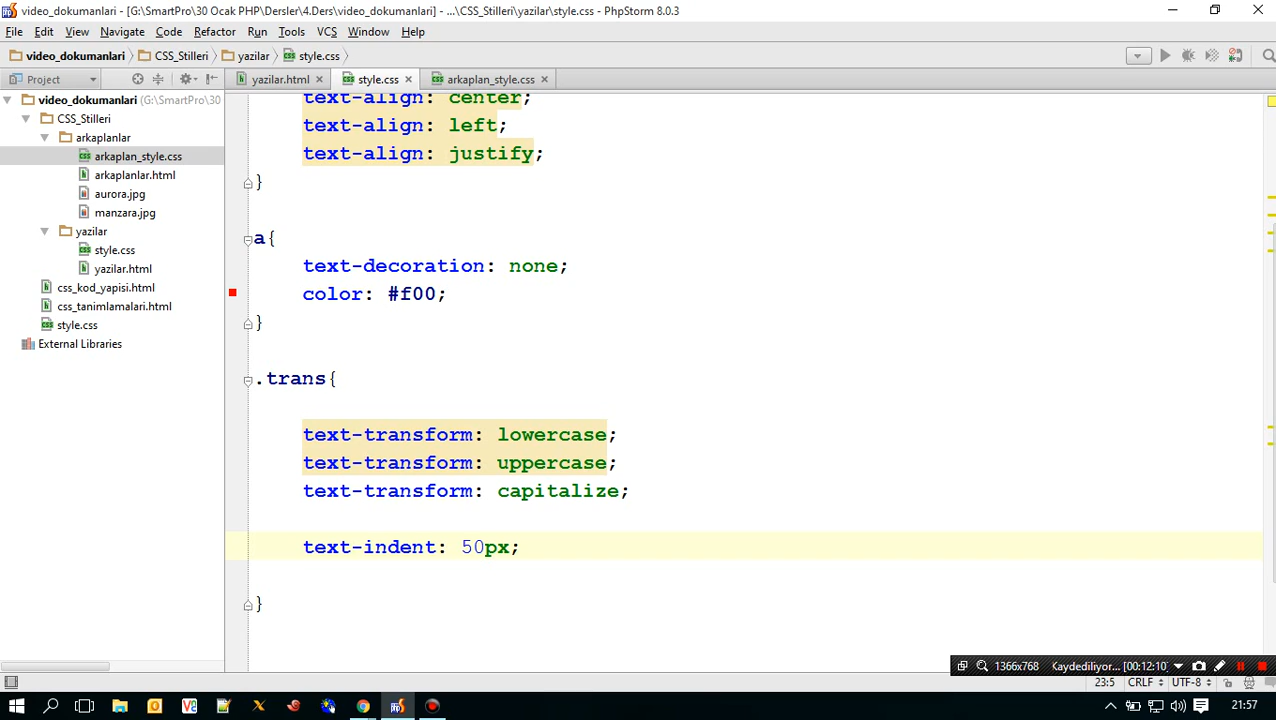 video_dokumanlari - [G:\SmartPro\30 Ocak PHP\Dersler\4.Ders\video_dokumanlari] - ...\CSS_Stilleri\yazilar\style.css - PhpStorm 8.0.3
File Edit View Navigate Code Refactor Run Tools VCS Window Help
video_dokumanlari CSS_Stilleri yazilar style.css
Project
yazilar.html style.css arkaplan_style.css
video_dokumanlari (G:\SmartPro\30
CSS_Stilleri
arkaplanlar
arkaplan_style.css
arkaplanlar.html
aurora.jpg
manzara.jpg
yazilar
style.css
yazilar.html
css_kod_yapisi.html
css_tanimlamalari.html
style.css
External Libraries
text-align: center;
text-align: left;
text-align: justify;
}
a{
text-decoration: none;
color: #f00;
}
.trans{
text-transform: lowercase;
text-transform: uppercase;
text-transform: capitalize;
text-indent: 50px;
}
1366x768 Kaydediliyor... [00:12:10]
23:5 CRLF UTF-8
21:57